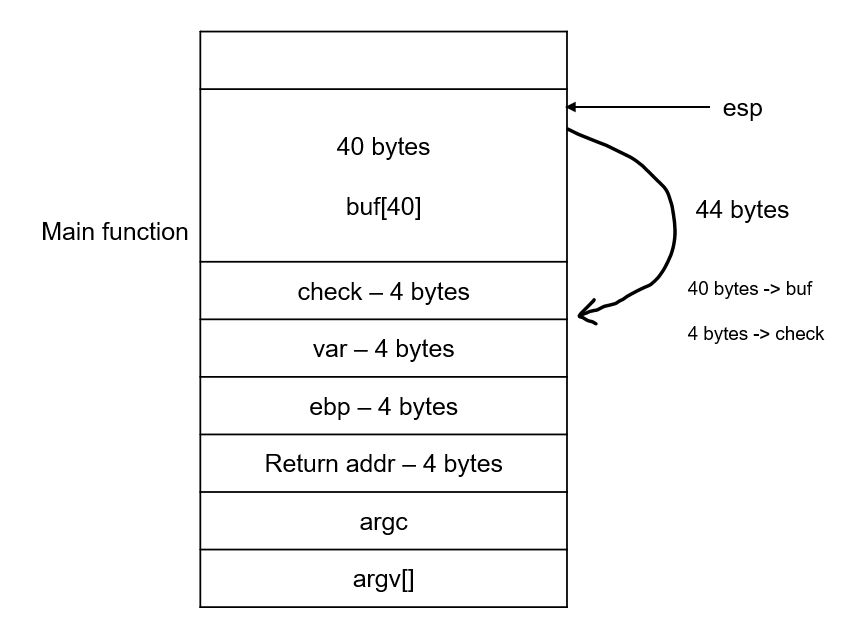 esp
40 bytes
buf[40]
44 bytes
Main function
check – 4 bytes
40 bytes -> buf
4 bytes -> check
var – 4 bytes
ebp – 4 bytes
Return addr – 4 bytes
argc
argv[]